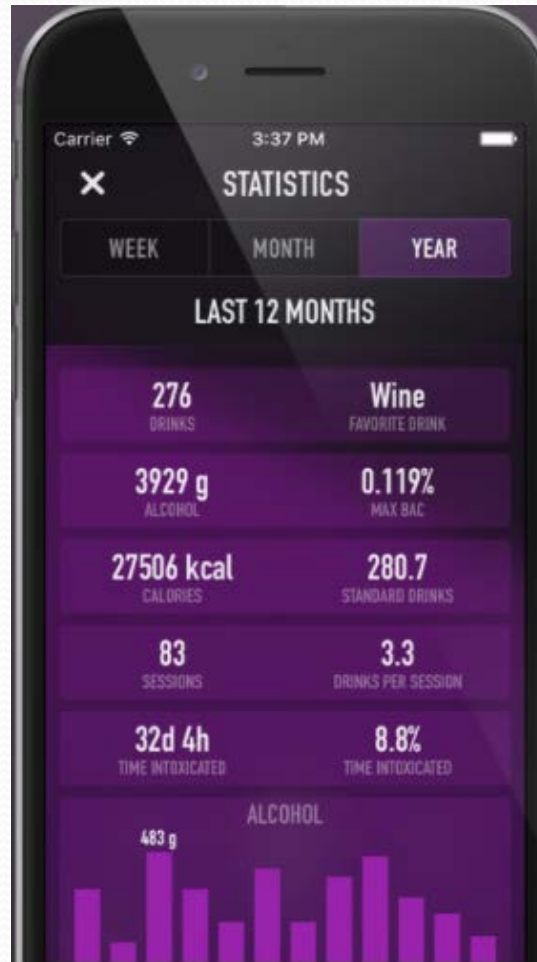 Carrier 3:37 PM
STATISTICS
WEEK MONTH YEAR
LAST 12 MONTHS
276 Wine
DRINKS FAVORITE DRINK
3929 g 0.119%
ALCOHOL MAX BAC
27506 kcal 280.7
CALORIES STANDARD DRINKS
83 3.3
SESSIONS DRINKS PER SESSION
32d 4h 8.8%
TIME INTOXICATED TIME INTOXICATED
ALCOHOL
483 g